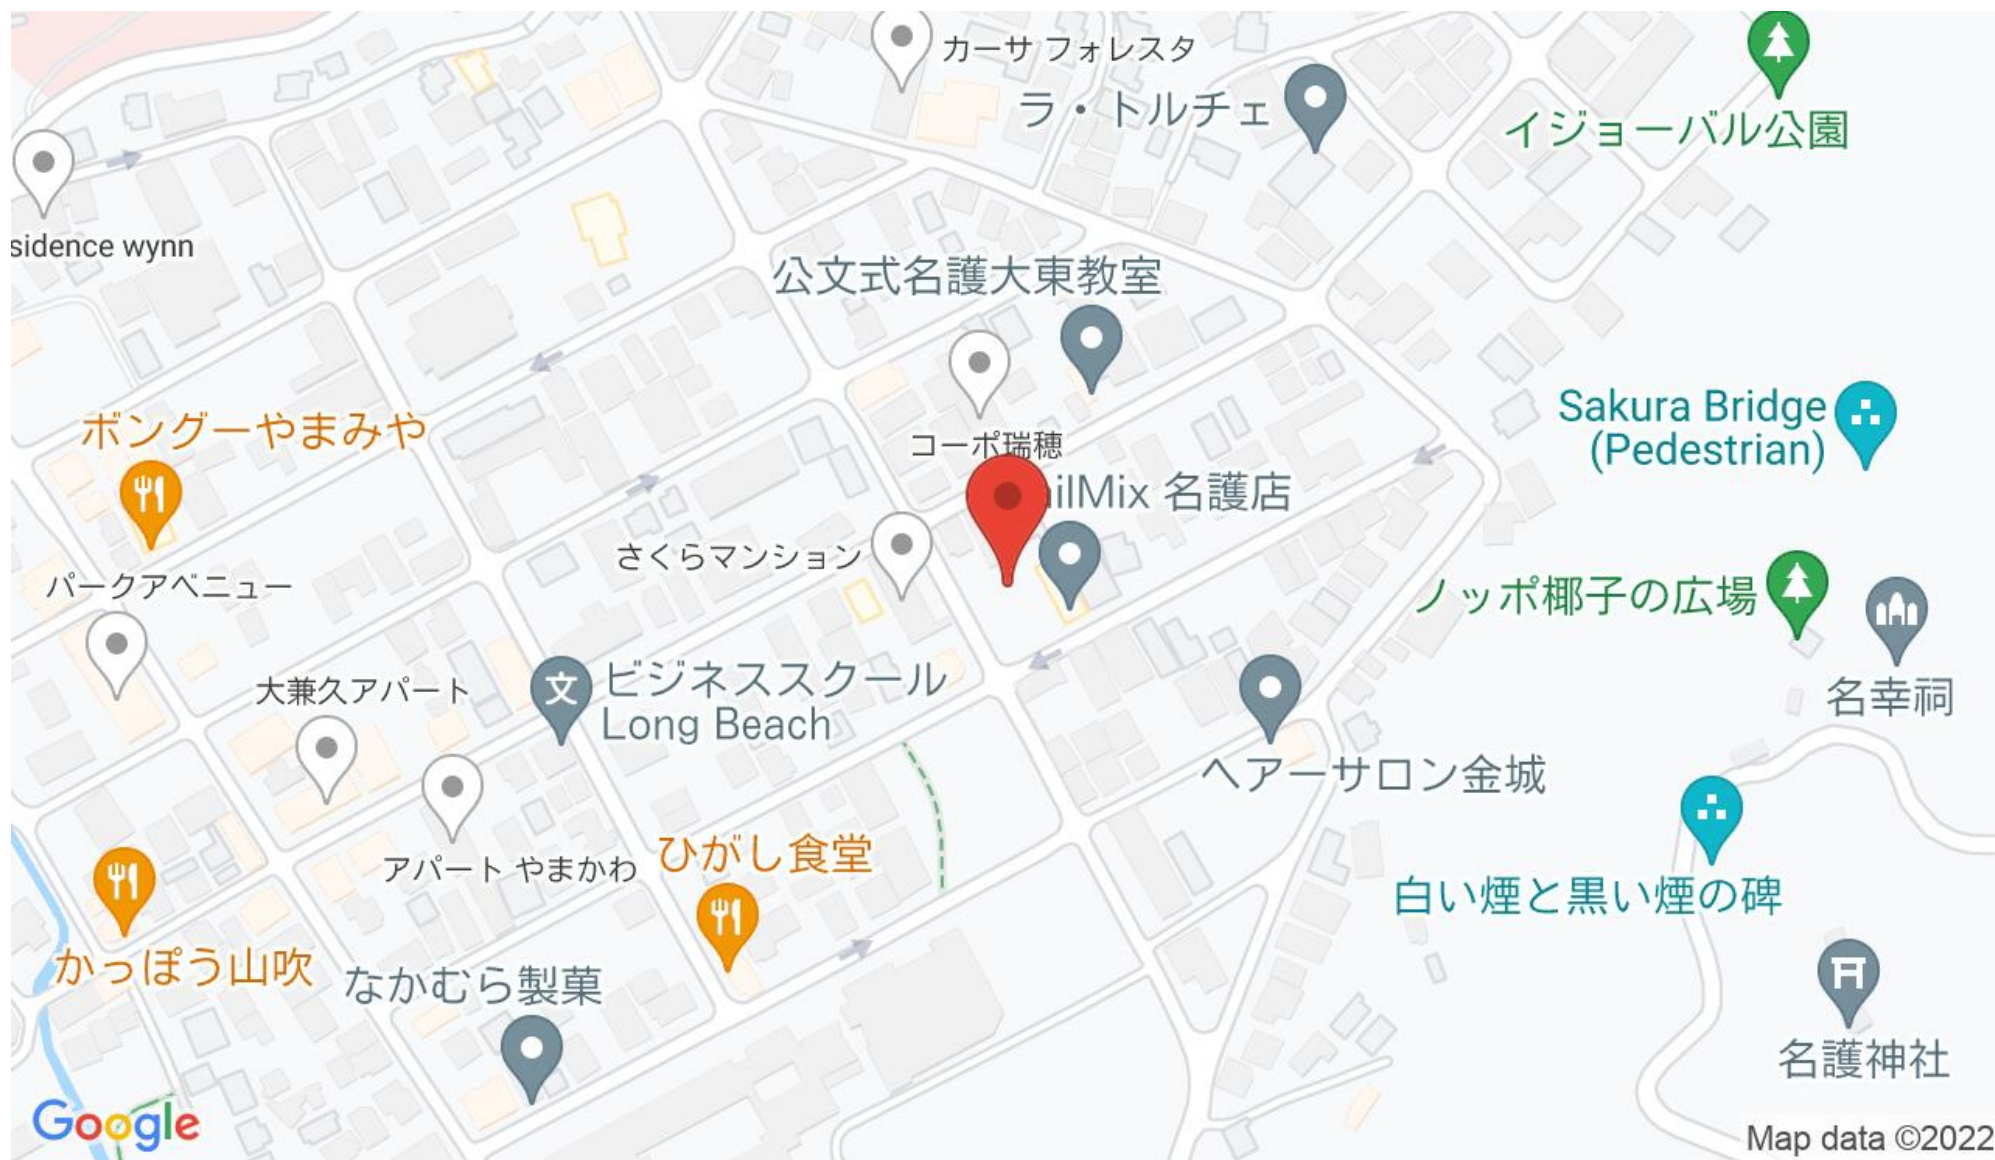 カーサ フォレスタ
ラ・トルチェ
イジョーバル公園
sidence wynn
公文式名護大東教室
Sakura Bridge
(Pedestrian)
ボングーやまみや
コーポ瑞穂
ilMix 名護店
さくらマンション
パークアベニュー
ノッポ椰子の広場
大兼久アパート
ビジネススクール
Long Beach
名幸祠
ヘアーサロン金城
アパート やまかわ
ひがし食堂
白い煙と黒い煙の碑
かっぽう山吹
なかむら製菓
名護神社
文
Google
Map data ©2022